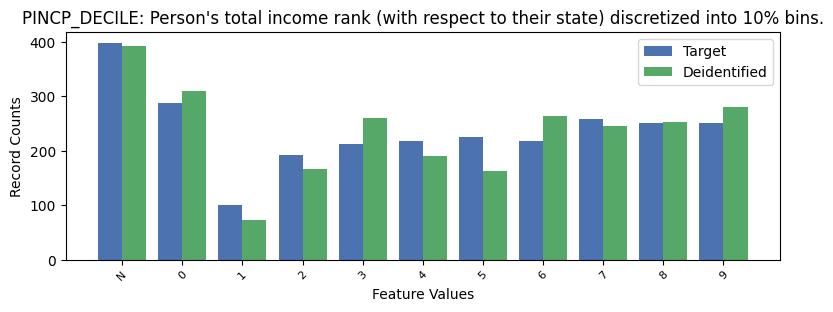 PINCP_DECILE: Person's total income rank (with respect to their state) discretized into 10% bins.
Target
Deidentified
Record Counts
400
300
200
100
0
N 0 1 2 3 4 5 6 7 8 9
Feature Values